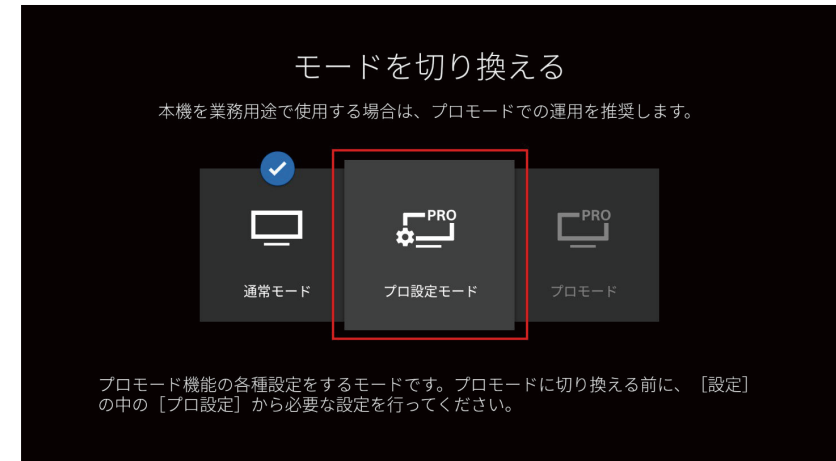 モードを切り換える
本機を業務用途で使用する場合は、プロモードでの運用を推奨します。
PRO
PRO
通常モード
プロ設定モード
プロモード
プロモード機能の各種設定をするモードです。プロモードに切り換える前に、［設定］
の中の［プロ設定］から必要な設定を行ってください。